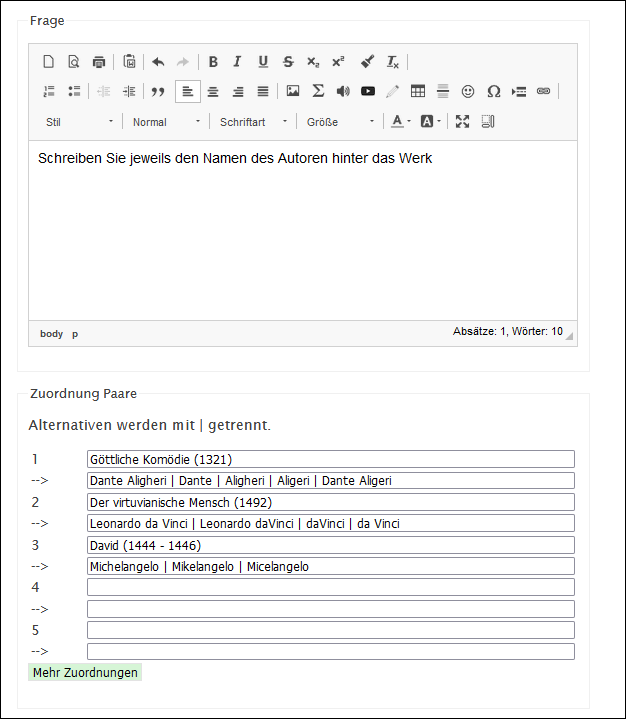 Frage
B I U S x₂ x² Tx
Stil Normal Schriftart Größe A A
Schreiben Sie jeweils den Namen des Autoren hinter das Werk
body p Absätze: 1, Wörter: 10
Zuordnung Paare
Alternativen werden mit | getrennt.
1 Göttliche Komödie (1321)
--> Dante Aligheri | Dante | Aligheri | Aligeri | Dante Aligeri
2 Der virtuvianische Mensch (1492)
--> Leonardo da Vinci | Leonardo daVinci | daVinci | da Vinci
3 David (1444 - 1446)
--> Michelangelo | Mikelangelo | Micelangelo
4
-->
5
-->
Mehr Zuordnungen